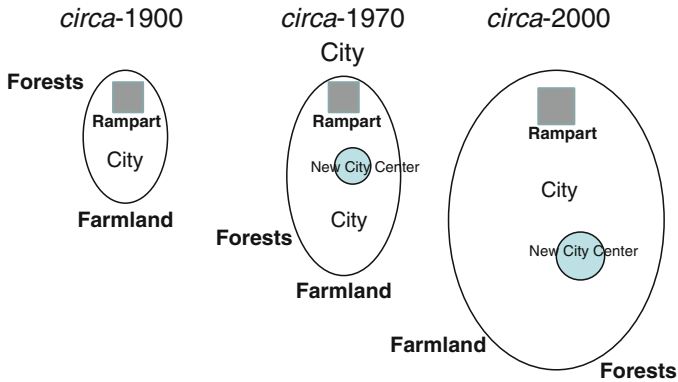 circa-1900
circa-1970
circa-2000
City
Forests
Rampart
City
Farmland
Rampart
New City Center
City
Forests
Farmland
Rampart
City
New City Center
Farmland
Forests